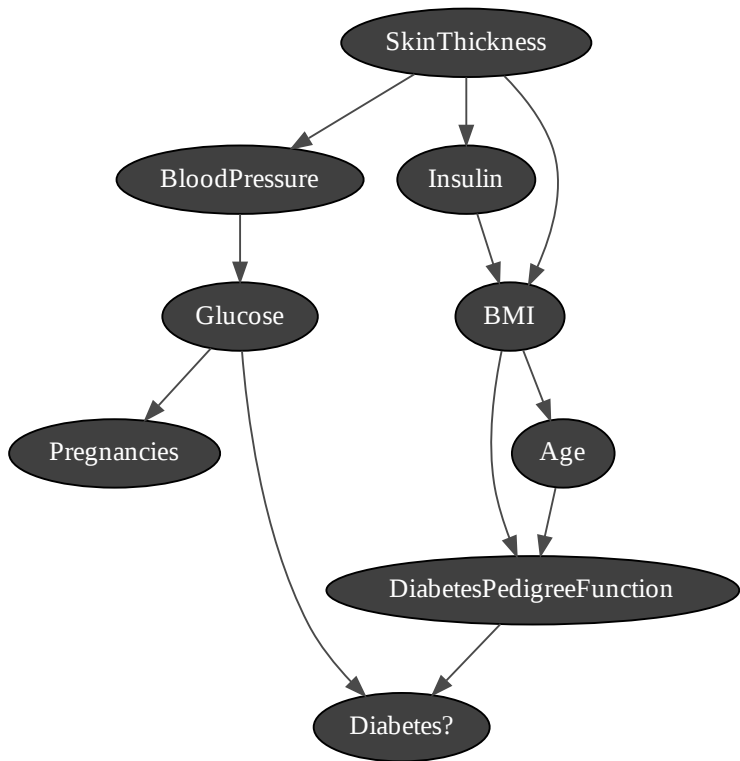 SkinThickness
BloodPressure
Insulin
Glucose
BMI
Pregnancies
Age
DiabetesPedigreeFunction
Diabetes?